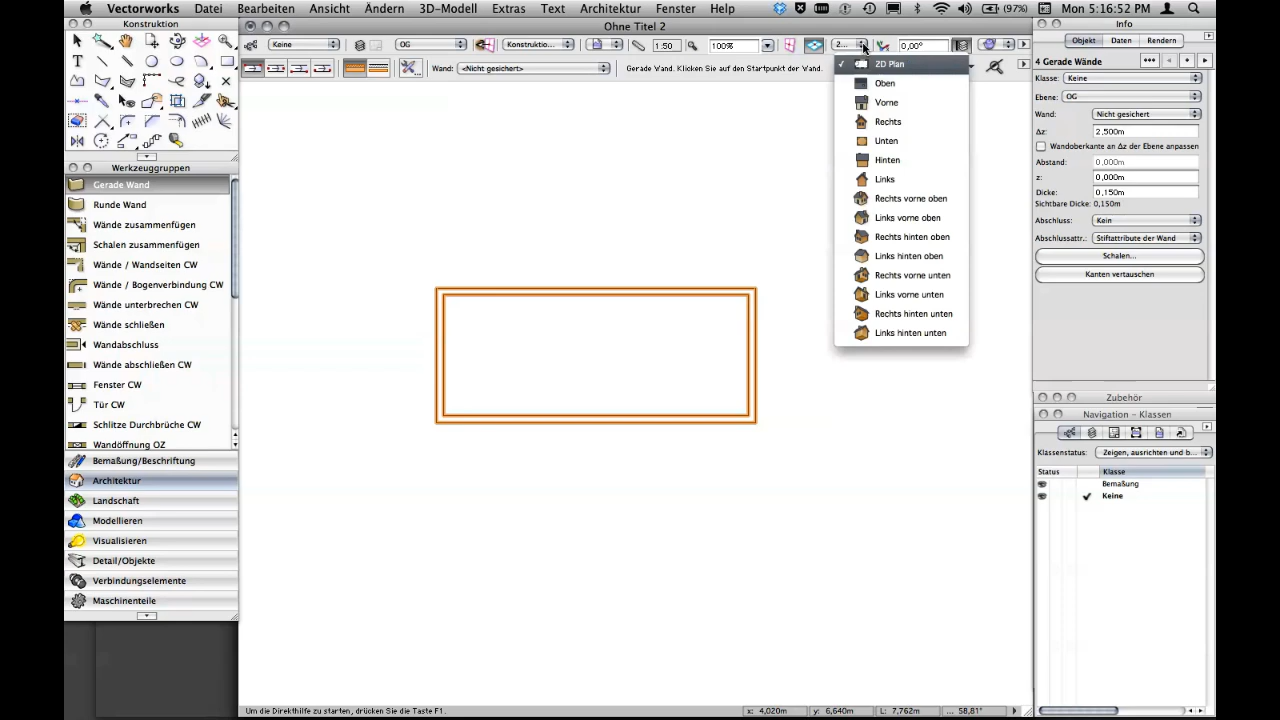 Vectorworks Datei Bearbeiten Ansicht Ändern 3D-Modell Extras Text Architektur Fenster Hilfe (97%) Mon 5:16:52
Konstruktion
Ohne Titel 2
Info
Keine OG Konstruktio... 1:50 100% 2... 0,00°
Objekt Daten Rendern
Wand: <Nicht gesichert> Gerade Wand. Klicken Sie auf den Startpunkt der Wand.
2D Plan
Oben
Vorne
Rechts
Unten
Hinten
Links
Rechts vorne oben
Links vorne oben
Rechts hinten oben
Links hinten oben
Rechts vorne unten
Links vorne unten
Rechts hinten unten
Links hinten unten
Werkzeuggruppen
Gerade Wand
Runde Wand
Wände zusammenfügen
Schalen zusammenfügen
Wände / Wandseiten CW
Wände / Bogenverbindung CW
Wände unterbrechen CW
Wände schließen
Wandabschluss
Wände abschließen CW
Fenster CW
Tür CW
Schlitze Durchbrüche CW
Wandöffnung OZ
Bemaßung/Beschriftung
Architektur
Landschaft
Modellieren
Visualisieren
Detail/Objekte
Verbindungselemente
Maschinenteile
4 Gerade Wände
Klasse: Keine
Ebene: OG
Wand: Nicht gesichert
Δz: 2,500m
Wandoberkante an Δz der Ebene anpassen
Abstand: 0,000m
z: 0,000m
Dicke: 0,150m
Sichtbare Dicke: 0,150m
Abschluss: Kein
Abschlussattr.: Stiftattribute der Wand
Schalen...
Kanten vertauschen
Zubehör
Navigation - Klassen
Klassenstatus: Zeigen, ausrichten und b...
Status Klasse
Bemaßung
Keine
Um die Direkthilfe zu starten, drücken Sie die Taste F1.
x: 4,020m y: 6,640m L: 7,762m ... 58,81°